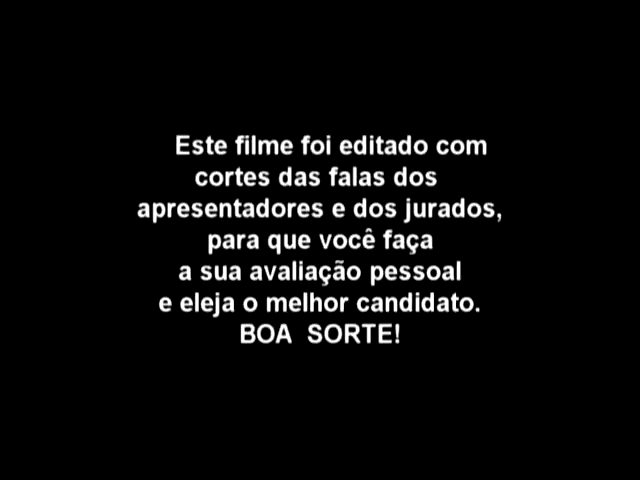 Este filme foi editado com
cortes das falas dos
apresentadores e dos jurados,
para que você faça
a sua avaliação pessoal
e eleja o melhor candidato.
BOA SORTE!